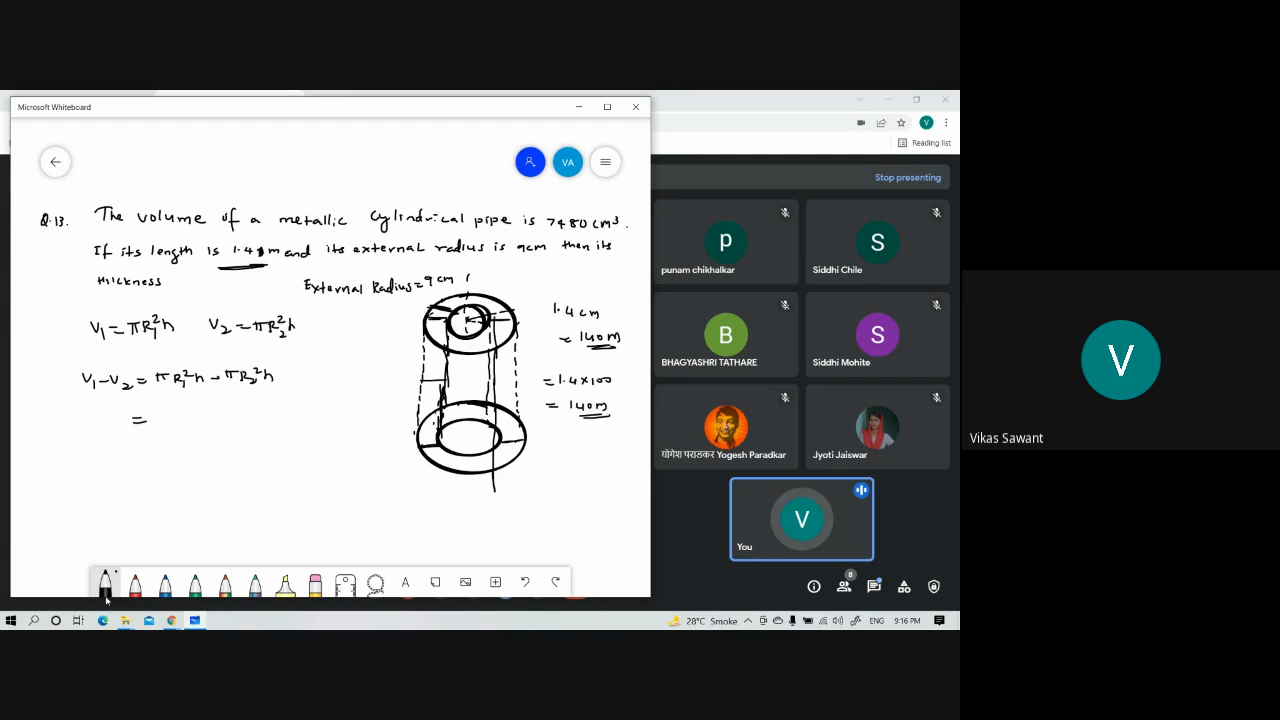 Microsoft Whiteboard
Reading list
Stop presenting
VA
V
Q.13. The volume of a metallic cylindrical pipe is 7480 cm³.
If its length is 1.4 m and its external radius is 9cm then its
thickness
External Radius = 9cm
V₁ = πR₁²h V₂ = πR₂²h
1.4 cm
= 140m
V₁-V₂ = πR₁²h - πR₂²h
= 1.4 x 100
= 140m
=
P
punam chikhalkar
S
Siddhi Chile
B
BHAGYASHRI TATHARE
S
Siddhi Mohite
योगेश पराडकर Yogesh Paradkar
Jyoti Jaiswar
V
You
8
V
Vikas Sawant
A
28°C Smoke
ENG
9:16 PM